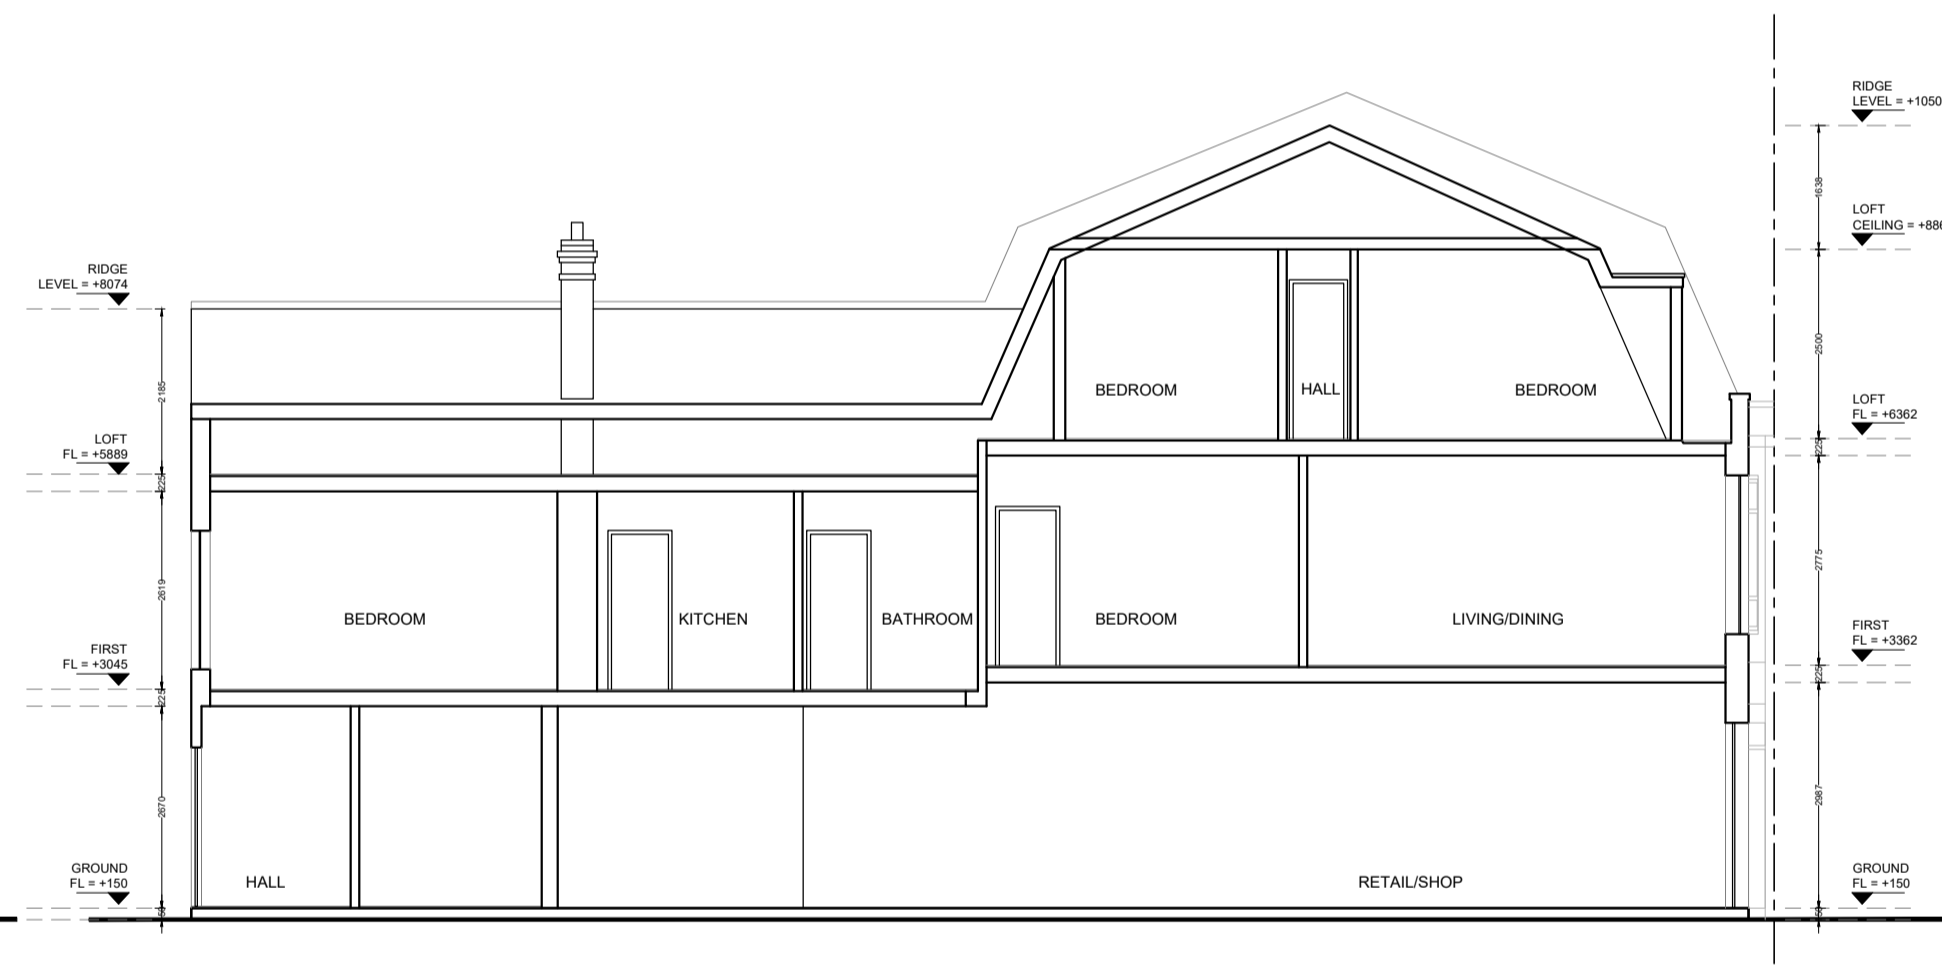 RIDGE
LEVEL = +1050
1638
LOFT
CEILING = +886
RIDGE
LEVEL = +8074
2500
2185
BEDROOM
HALL
BEDROOM
LOFT
FL = +6362
LOFT
FL = +5889
225
225
2775
2619
BEDROOM
KITCHEN
BATHROOM
BEDROOM
LIVING/DINING
FIRST
FL = +3362
FIRST
FL = +3045
225
225
2670
2987
GROUND
FL = +150
HALL
RETAIL/SHOP
GROUND
FL = +150